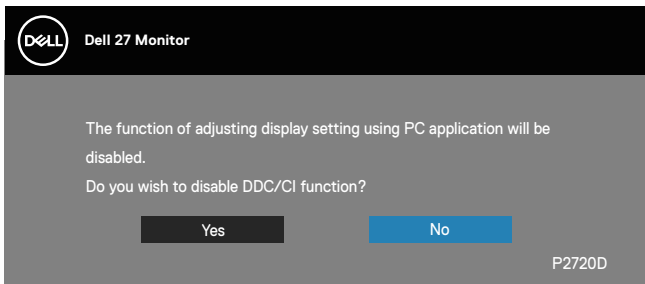 DELL
Dell 27 Monitor
The function of adjusting display setting using PC application will be
disabled.
Do you wish to disable DDC/CI function?
Yes
No
P2720D